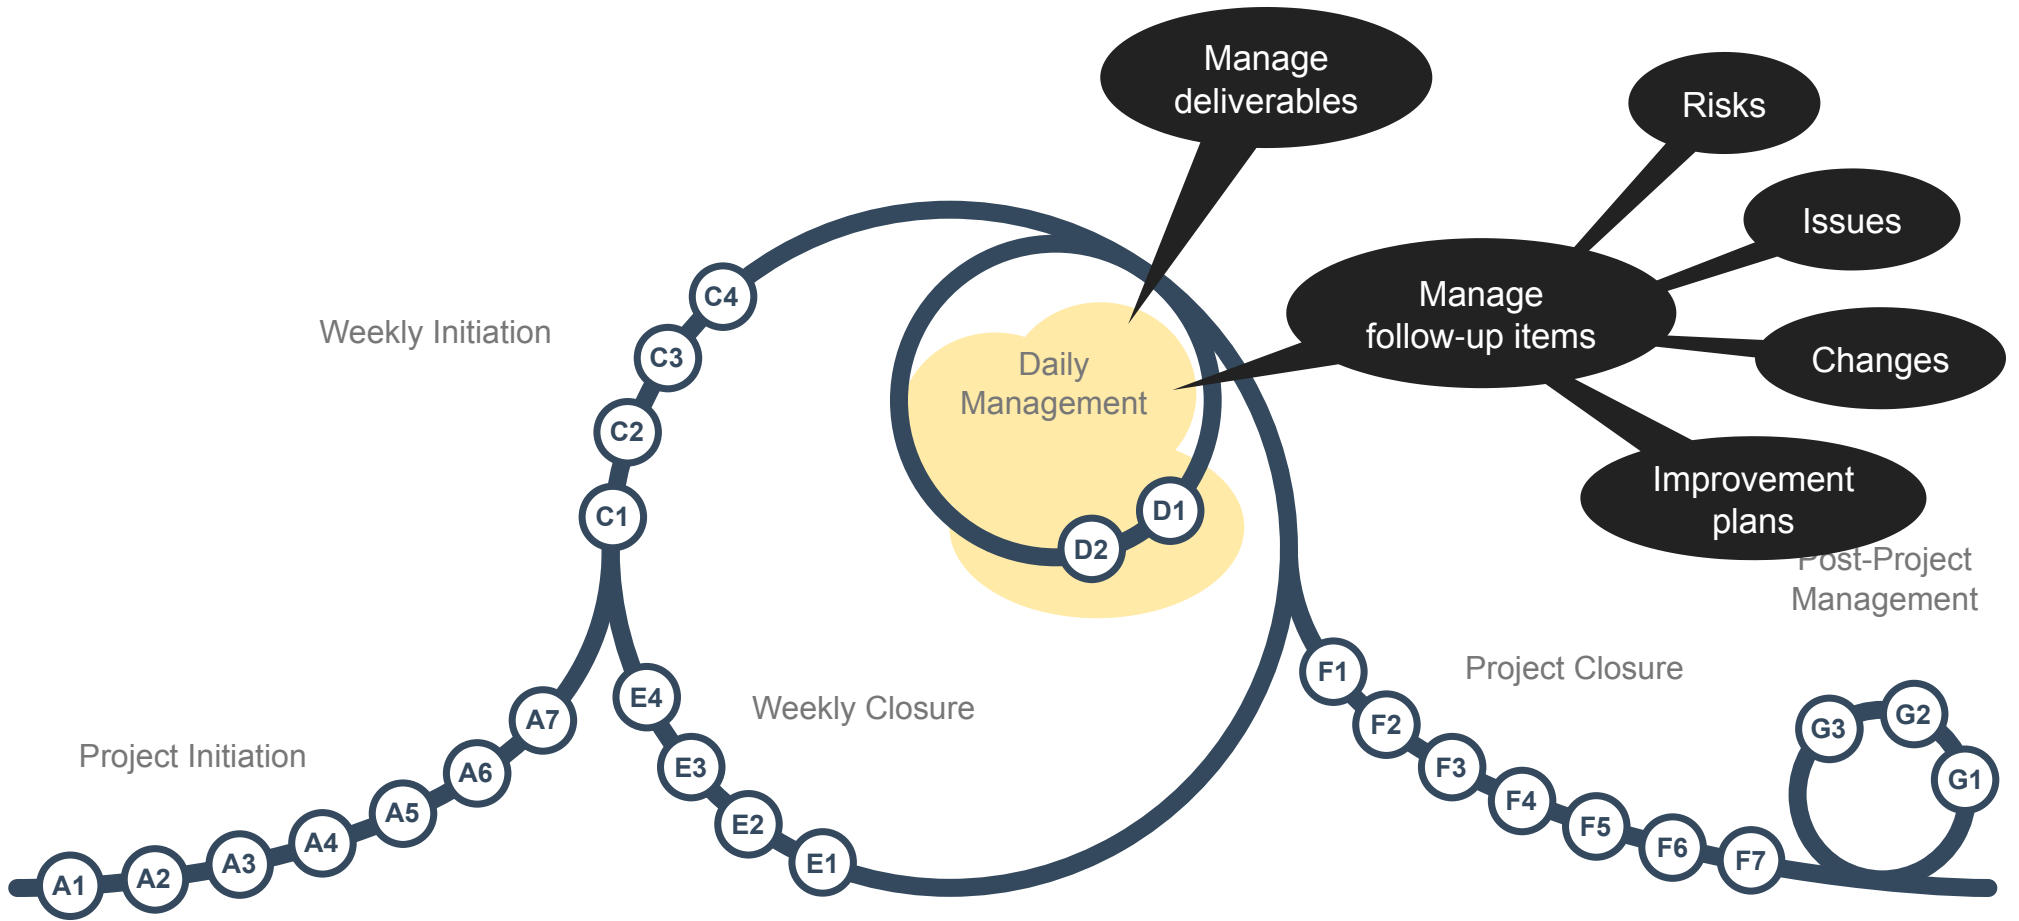 Manage
deliverables
Risks
Issues
Manage
follow-up items
Changes
Improvement
plans
Weekly Initiation
Daily
Management
C4
C3
C2
C1
D1
D2
Post-Project
Management
Project Closure
Weekly Closure
Project Initiation
A1
A2
A3
A4
A5
A6
A7
E4
E3
E2
E1
F1
F2
F3
F4
F5
F6
F7
G3
G2
G1